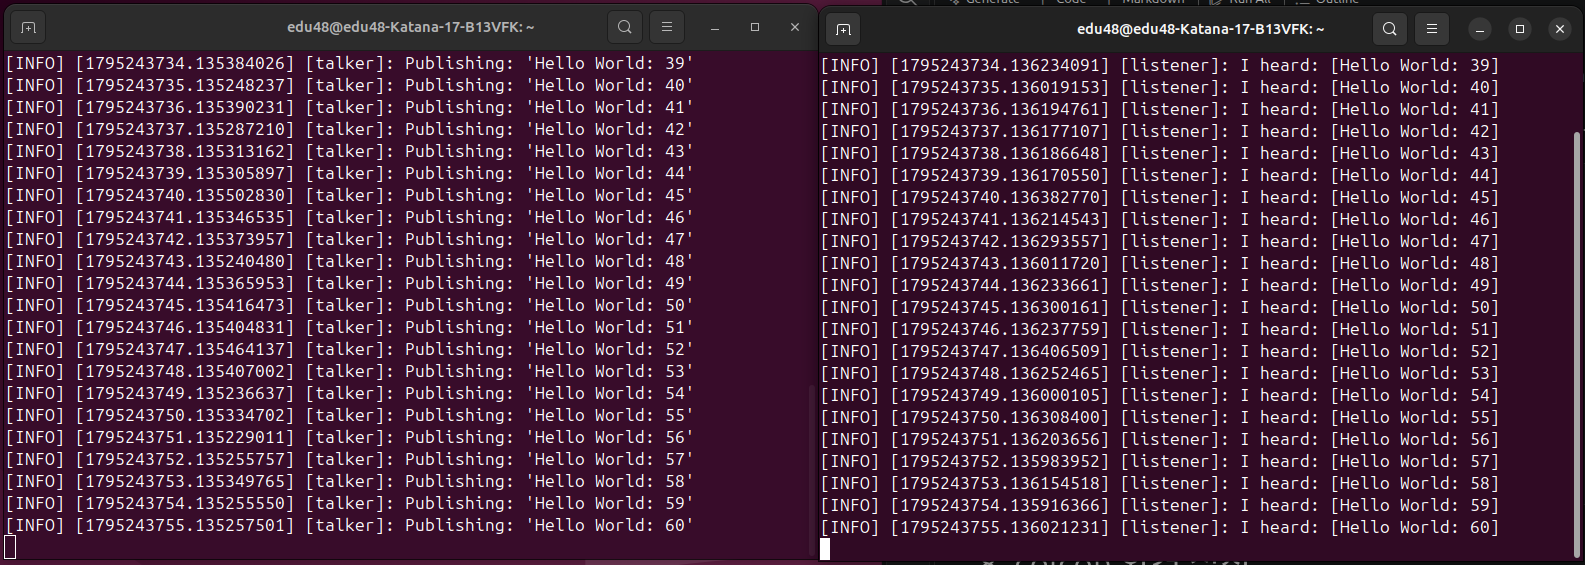 Generate Code Markdown Run All Outline
edu48@edu48-Katana-17-B13VFK: ~
[INFO] [1795243734.135384026] [talker]: Publishing: 'Hello World: 39'
[INFO] [1795243735.135248237] [talker]: Publishing: 'Hello World: 40'
[INFO] [1795243736.135390231] [talker]: Publishing: 'Hello World: 41'
[INFO] [1795243737.135287210] [talker]: Publishing: 'Hello World: 42'
[INFO] [1795243738.135313162] [talker]: Publishing: 'Hello World: 43'
[INFO] [1795243739.135305897] [talker]: Publishing: 'Hello World: 44'
[INFO] [1795243740.135502830] [talker]: Publishing: 'Hello World: 45'
[INFO] [1795243741.135346535] [talker]: Publishing: 'Hello World: 46'
[INFO] [1795243742.135373957] [talker]: Publishing: 'Hello World: 47'
[INFO] [1795243743.135240480] [talker]: Publishing: 'Hello World: 48'
[INFO] [1795243744.135365953] [talker]: Publishing: 'Hello World: 49'
[INFO] [1795243745.135416473] [talker]: Publishing: 'Hello World: 50'
[INFO] [1795243746.135404831] [talker]: Publishing: 'Hello World: 51'
[INFO] [1795243747.135464137] [talker]: Publishing: 'Hello World: 52'
[INFO] [1795243748.135407002] [talker]: Publishing: 'Hello World: 53'
[INFO] [1795243749.135236637] [talker]: Publishing: 'Hello World: 54'
[INFO] [1795243750.135334702] [talker]: Publishing: 'Hello World: 55'
[INFO] [1795243751.135229011] [talker]: Publishing: 'Hello World: 56'
[INFO] [1795243752.135255757] [talker]: Publishing: 'Hello World: 57'
[INFO] [1795243753.135349765] [talker]: Publishing: 'Hello World: 58'
[INFO] [1795243754.135255550] [talker]: Publishing: 'Hello World: 59'
[INFO] [1795243755.135257501] [talker]: Publishing: 'Hello World: 60'
edu48@edu48-Katana-17-B13VFK: ~
[INFO] [1795243734.136234091] [listener]: I heard: [Hello World: 39]
[INFO] [1795243735.136019153] [listener]: I heard: [Hello World: 40]
[INFO] [1795243736.136194761] [listener]: I heard: [Hello World: 41]
[INFO] [1795243737.136177107] [listener]: I heard: [Hello World: 42]
[INFO] [1795243738.136186648] [listener]: I heard: [Hello World: 43]
[INFO] [1795243739.136170550] [listener]: I heard: [Hello World: 44]
[INFO] [1795243740.136382770] [listener]: I heard: [Hello World: 45]
[INFO] [1795243741.136214543] [listener]: I heard: [Hello World: 46]
[INFO] [1795243742.136293557] [listener]: I heard: [Hello World: 47]
[INFO] [1795243743.136011720] [listener]: I heard: [Hello World: 48]
[INFO] [1795243744.136233661] [listener]: I heard: [Hello World: 49]
[INFO] [1795243745.136300161] [listener]: I heard: [Hello World: 50]
[INFO] [1795243746.136237759] [listener]: I heard: [Hello World: 51]
[INFO] [1795243747.136406509] [listener]: I heard: [Hello World: 52]
[INFO] [1795243748.136252465] [listener]: I heard: [Hello World: 53]
[INFO] [1795243749.136000105] [listener]: I heard: [Hello World: 54]
[INFO] [1795243750.136308400] [listener]: I heard: [Hello World: 55]
[INFO] [1795243751.136203656] [listener]: I heard: [Hello World: 56]
[INFO] [1795243752.135983952] [listener]: I heard: [Hello World: 57]
[INFO] [1795243753.136154518] [listener]: I heard: [Hello World: 58]
[INFO] [1795243754.135916366] [listener]: I heard: [Hello World: 59]
[INFO] [1795243755.136021231] [listener]: I heard: [Hello World: 60]